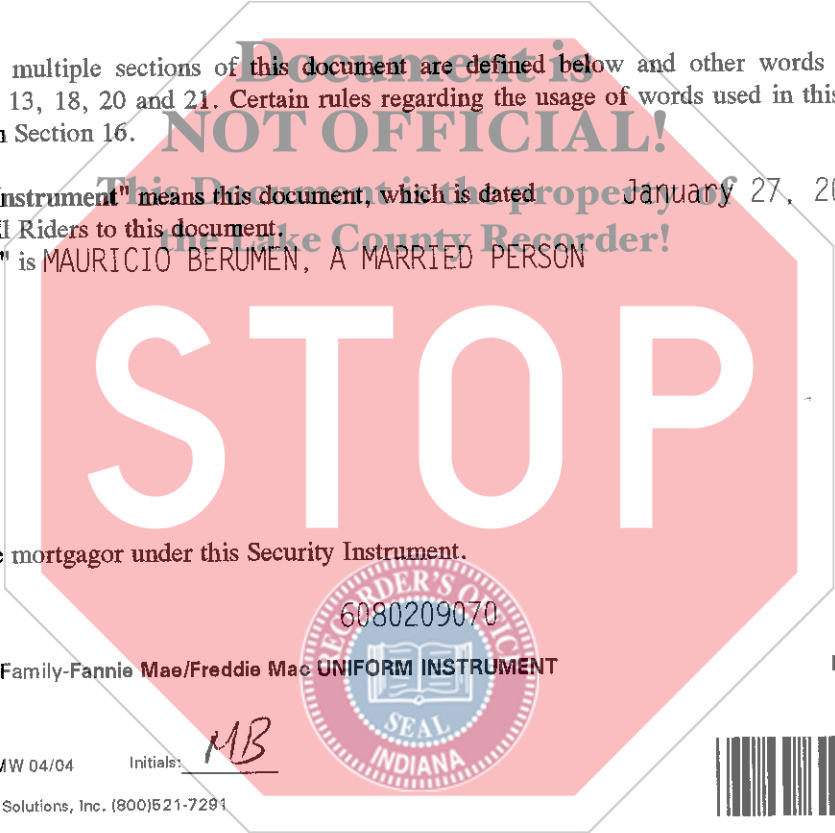 Document is
multiple sections of this document are defined below and other words
13, 18, 20 and 21. Certain rules regarding the usage of words used in this
NOT OFFICIAL!
Section 16.
This Document is the property of
nstrument" means this document, which is dated January 27, 20
Riders to this document.
the Lake County Recorder!
" is MAURICIO BERUMEN, A MARRIED PERSON
STOP
mortgagor under this Security Instrument.
RECORDER'S OFFICE
6080209070
Family-Fannie Mae/Freddie Mac UNIFORM INSTRUMENT
SEAL
INDIANA
MW 04/04 Initials: MB
Solutions, Inc. (800)521-7291